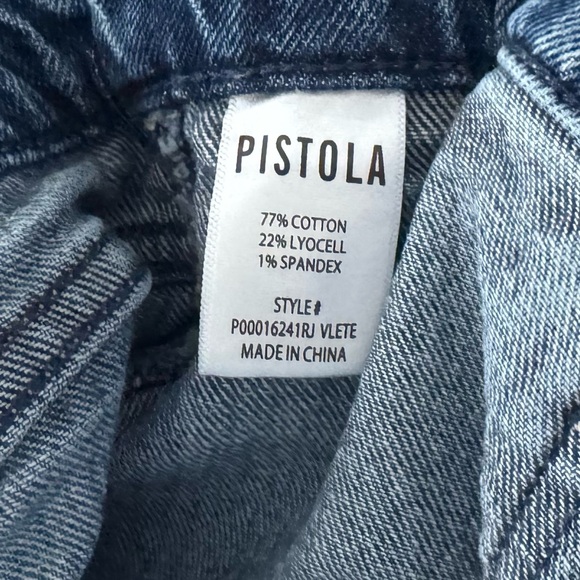 PISTOLA
77% COTTON
22% LYOCELL
1% SPANDEX
STYLE#
P00016241RJ VLETE
MADE IN CHINA